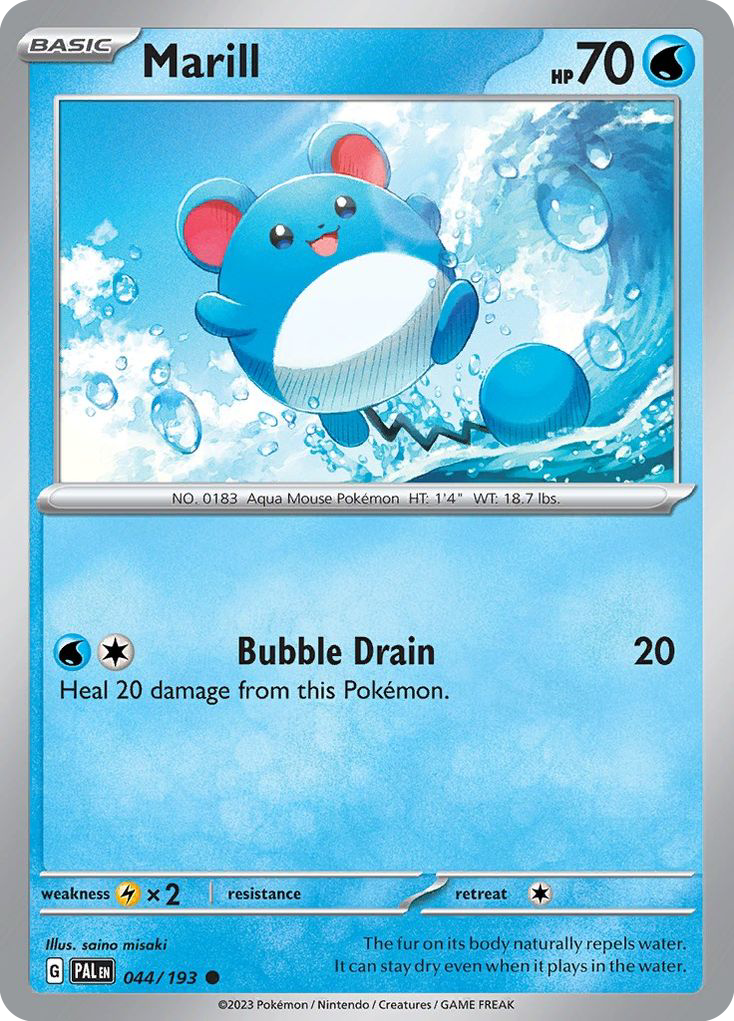 BASIC Marill HP 70
NO. 0183 Aqua Mouse Pokémon HT: 1'4" WT: 18.7 lbs.
Bubble Drain 20
Heal 20 damage from this Pokémon.
weakness ×2 resistance retreat
Illus. saino misaki
The fur on its body naturally repels water.
It can stay dry even when it plays in the water.
G PAL EN 044/193
©2023 Pokémon / Nintendo / Creatures / GAME FREAK